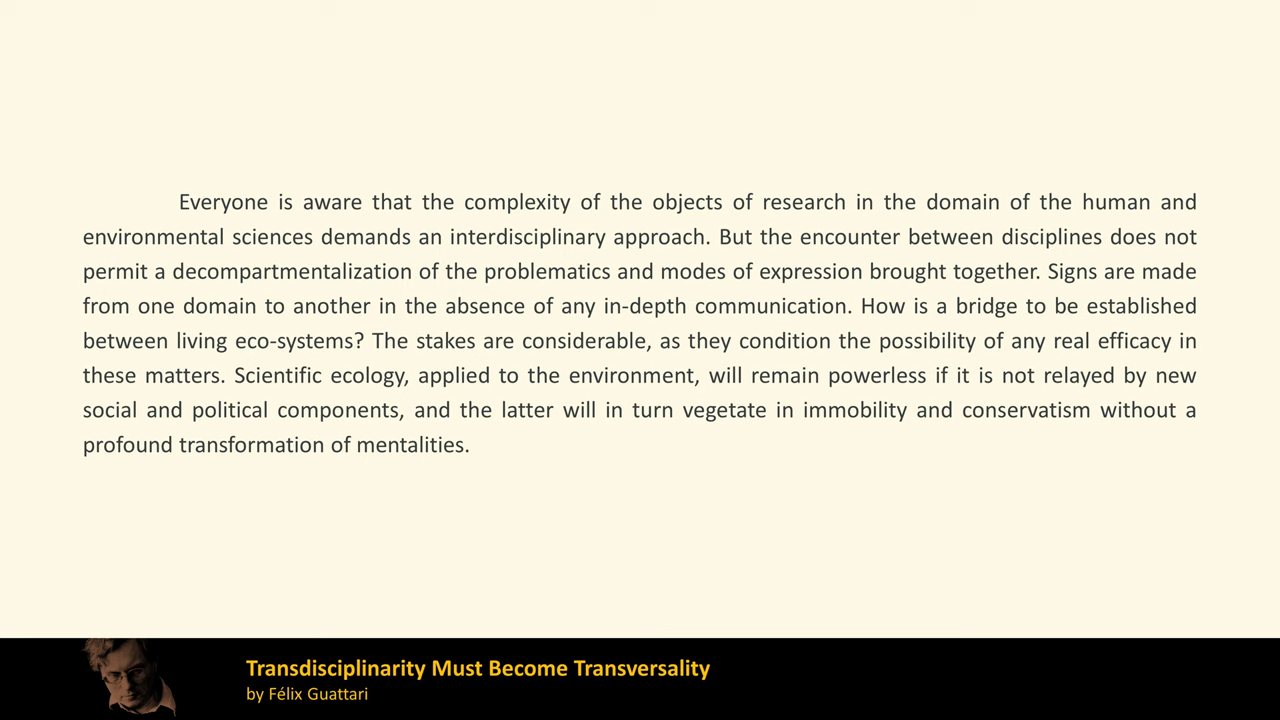 Everyone is aware that the complexity of the objects of research in the domain of the human and
environmental sciences demands an interdisciplinary approach. But the encounter between disciplines does not
permit a decompartmentalization of the problematics and modes of expression brought together. Signs are made
from one domain to another in the absence of any in-depth communication. How is a bridge to be established
between living eco-systems? The stakes are considerable, as they condition the possibility of any real efficacy in
these matters. Scientific ecology, applied to the environment, will remain powerless if it is not relayed by new
social and political components, and the latter will in turn vegetate in immobility and conservatism without a
profound transformation of mentalities.
Transdisciplinarity Must Become Transversality
by Félix Guattari